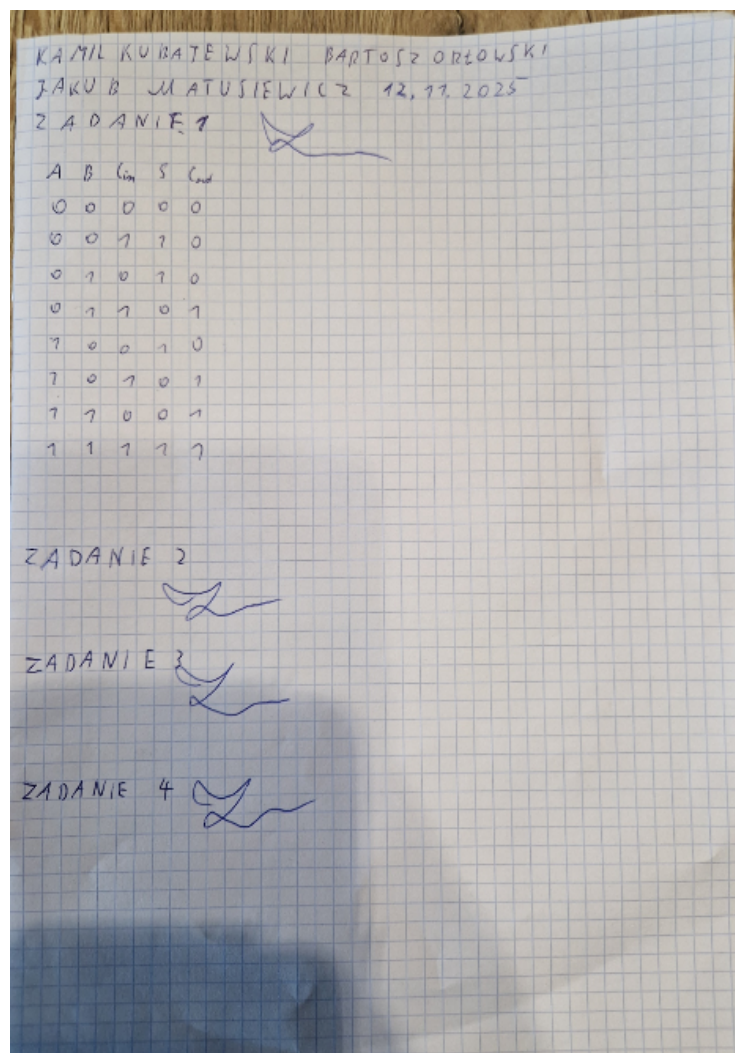 KAMIL KUBATEWSKI BARTOSZ ORŁOWSKI
JAKUB MATUSIEWICZ 12.11.2025
ZADANIE 1
A B Cin S Cout
0 0 0 0 0
0 0 1 1 0
0 1 0 1 0
0 1 1 0 1
1 0 0 1 0
1 0 1 0 1
1 1 0 0 1
1 1 1 1 1
ZADANIE 2
ZADANIE 3
ZADANIE 4